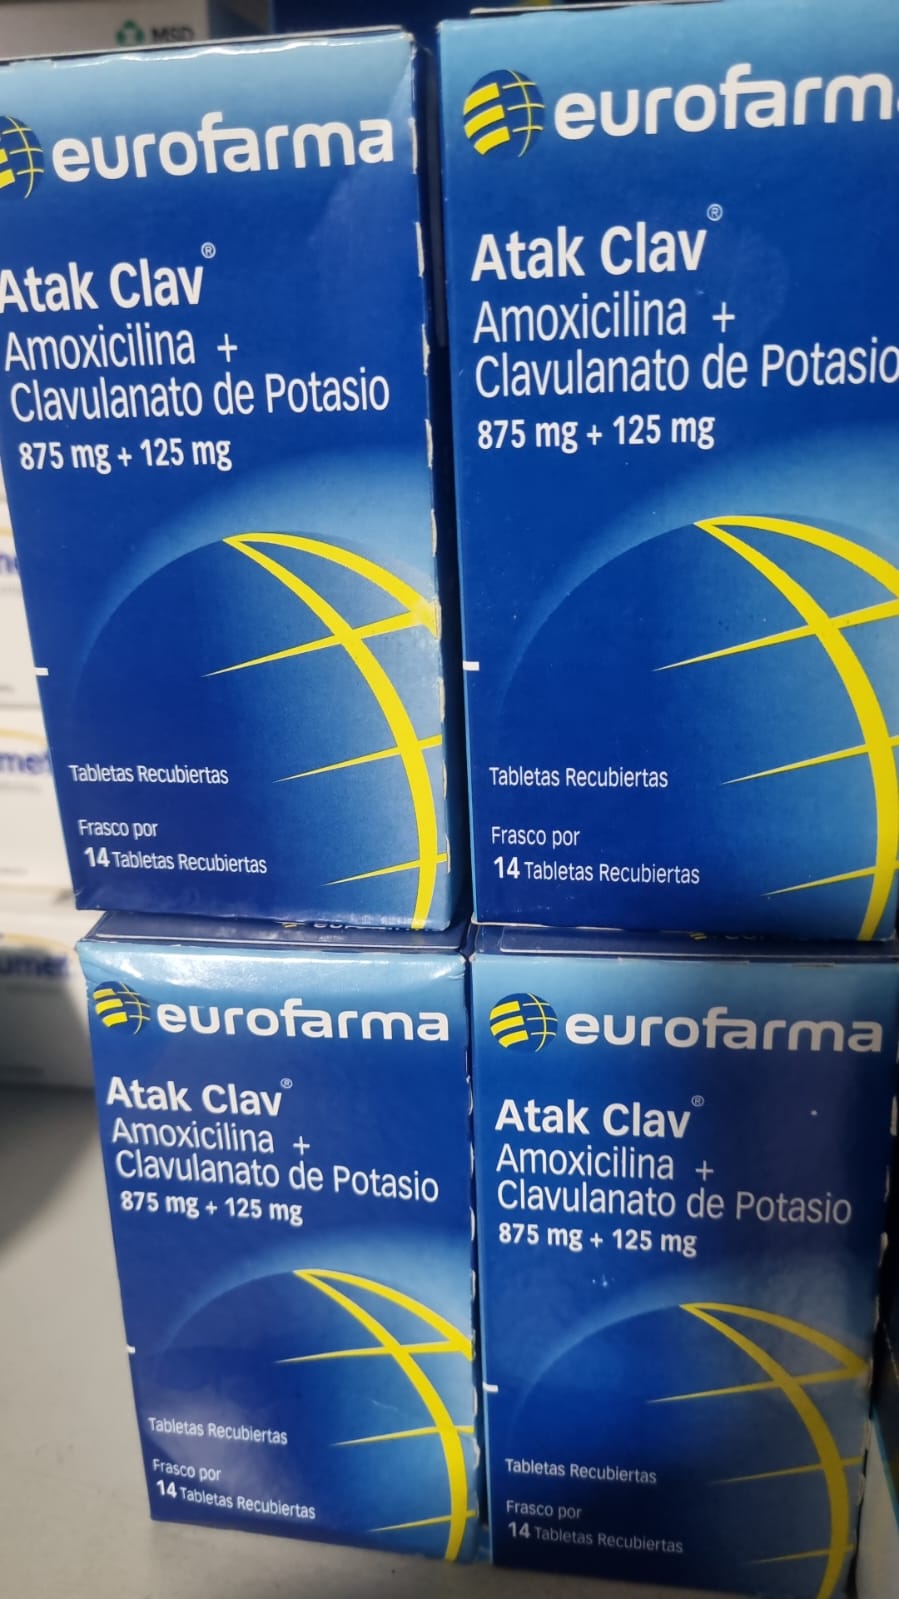 MSD
eurofarma
Atak Clav®
Amoxicilina +
Clavulanato de Potasio
875 mg + 125 mg
Tabletas Recubiertas
Frasco por
14 Tabletas Recubiertas
eurofarm
Atak Clav®
Amoxicilina +
Clavulanato de Potasio
875 mg + 125 mg
Tabletas Recubiertas
Frasco por
14 Tabletas Recubiertas
eurofarma
Atak Clav®
Amoxicilina +
Clavulanato de Potasio
875 mg + 125 mg
Tabletas Recubiertas
Frasco por
14 Tabletas Recubiertas
eurofarma
Atak Clav®
Amoxicilina +
Clavulanato de Potasio
875 mg + 125 mg
Tabletas Recubiertas
Frasco por
14 Tabletas Recubiertas